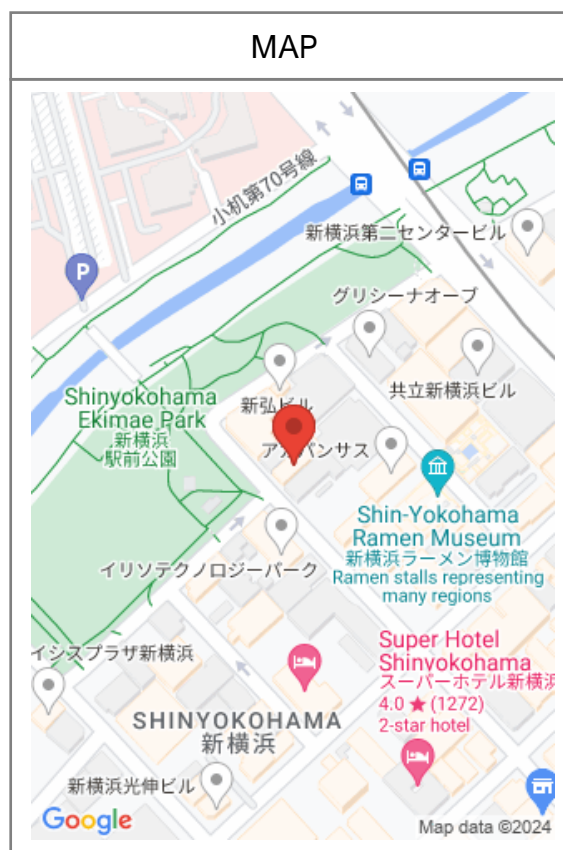 MAP
小机第70号線
新横浜第二センタービル
グリシーナオーブ
共立新横浜ビル
Shinyokohama
Ekimae Park
新横浜
駅前公園
新弘ビル
バンサス
Shin-Yokohama
Ramen Museum
新横浜ラーメン博物館
Ramen stalls representing
many regions
イリソテクノロジーパーク
イシスプラザ新横浜
Super Hotel
Shinyokohama
スーパーホテル新横浜
4.0 ★ (1272)
2-star hotel
SHINYOKOHAMA
新横浜
新横浜光伸ビル
P
Google
Map data ©2024